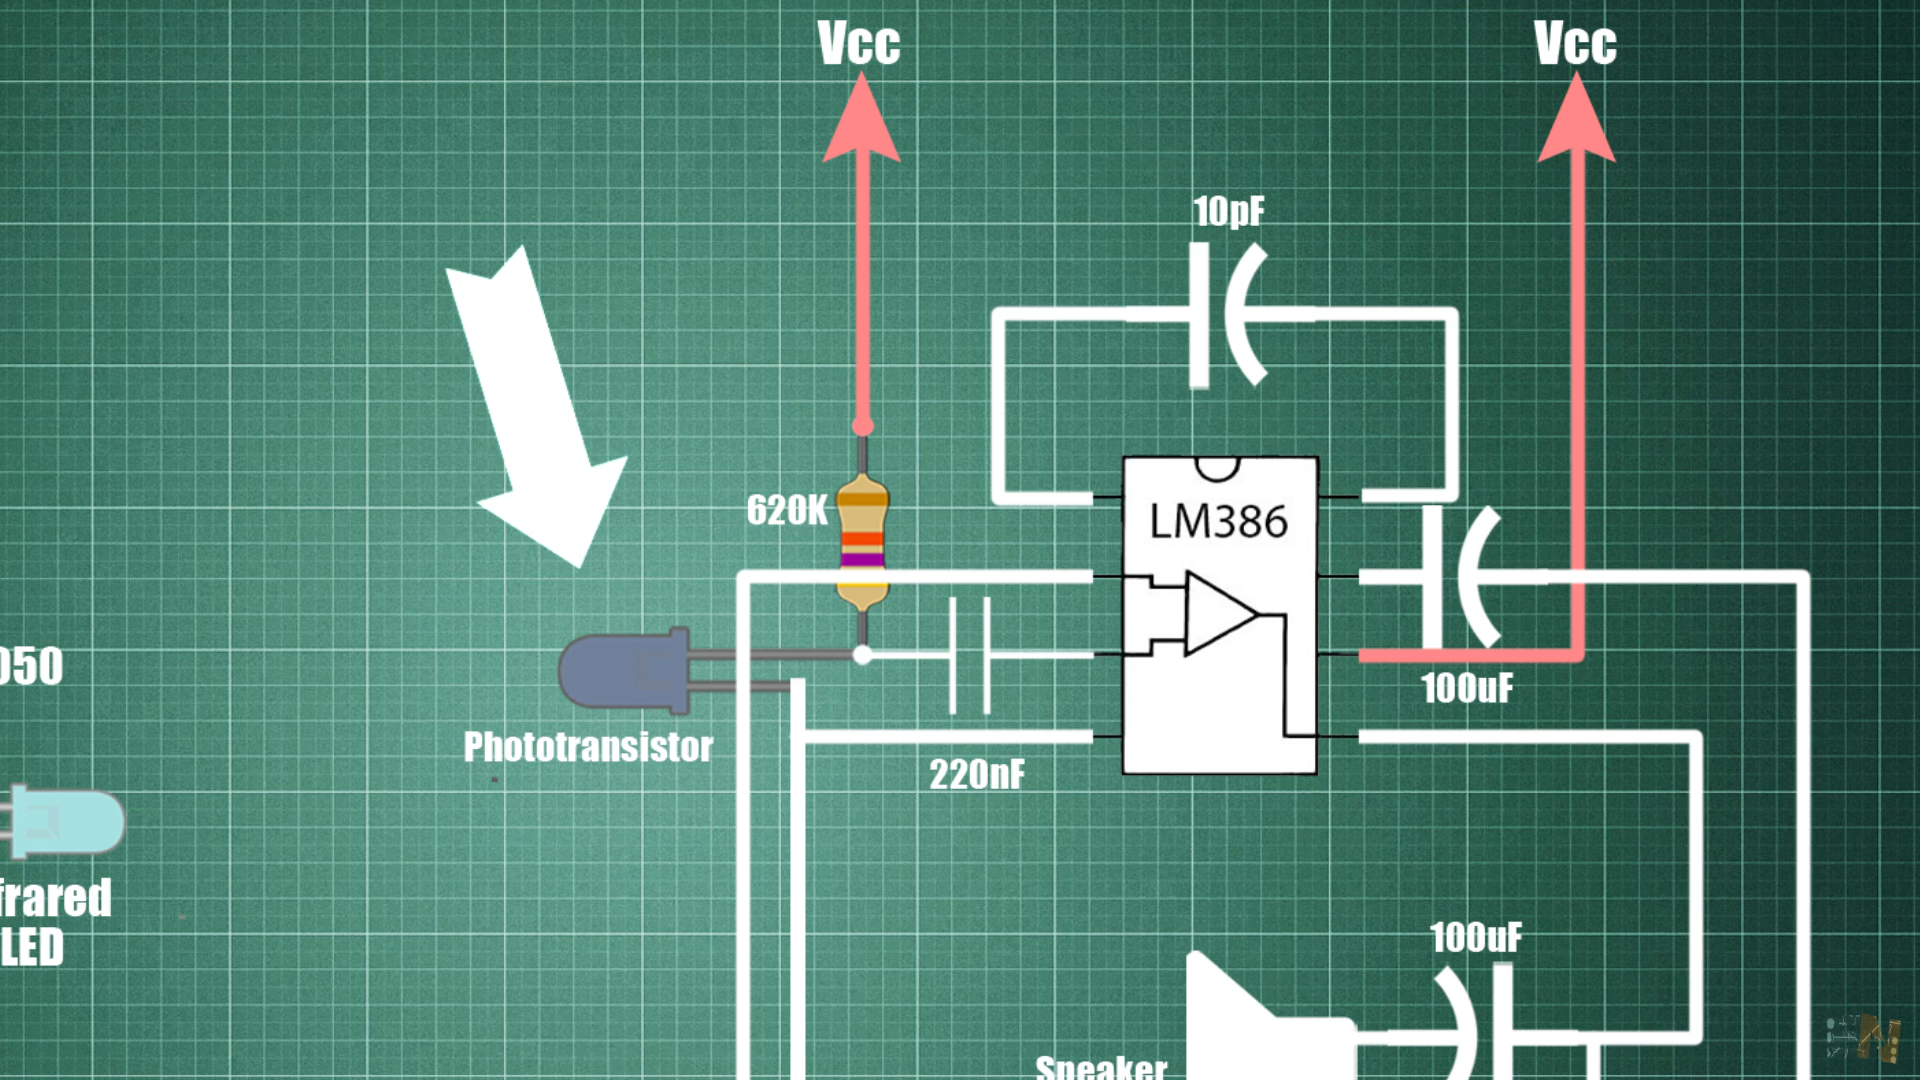 Vcc
Vcc
10pF
620K
LM386
050
100uF
Phototransistor
220nF
frared
LED
100uF
Speaker